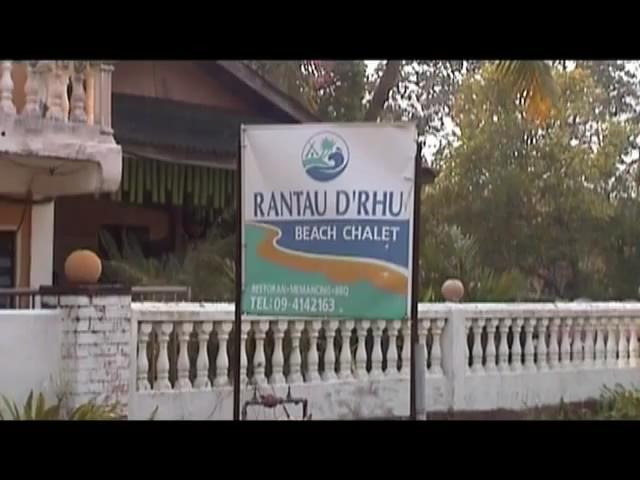 RANTAU D'RHU
BEACH CHALET
RESTORAN•MEMANCING•BBQ
TEL:09-4142163